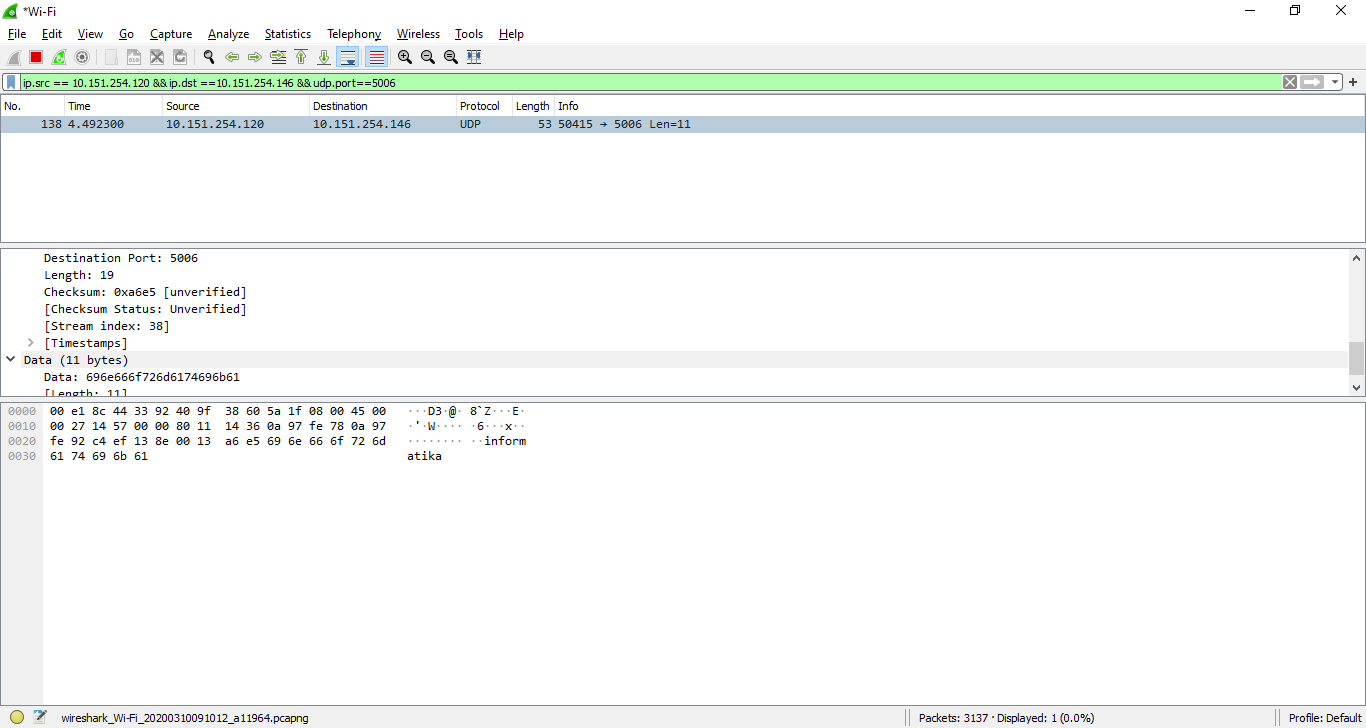 *Wi-Fi
File Edit View Go Capture Analyze Statistics Telephony Wireless Tools Help
ip.src == 10.151.254.120 && ip.dst ==10.151.254.146 && udp.port==5006
No. Time Source Destination Protocol Length Info
138 4.492300 10.151.254.120 10.151.254.146 UDP 53 50415 → 5006 Len=11
Destination Port: 5006
Length: 19
Checksum: 0xa6e5 [unverified]
[Checksum Status: Unverified]
[Stream index: 38]
[Timestamps]
Data (11 bytes)
Data: 696e666f726d6174696b61
[Length: 11]
0000 00 e1 8c 44 33 92 40 9f 38 60 5a 1f 08 00 45 00 ···D3·@· 8`Z···E·
0010 00 27 14 57 00 00 80 11 14 36 0a 97 fe 78 0a 97 ·'·W···· ·6···x··
0020 fe 92 c4 ef 13 8e 00 13 a6 e5 69 6e 66 6f 72 6d ········ ··inform
0030 61 74 69 6b 61 atika
wireshark_Wi-Fi_20200310091012_a11964.pcapng
Packets: 3137 · Displayed: 1 (0.0%)
Profile: Default